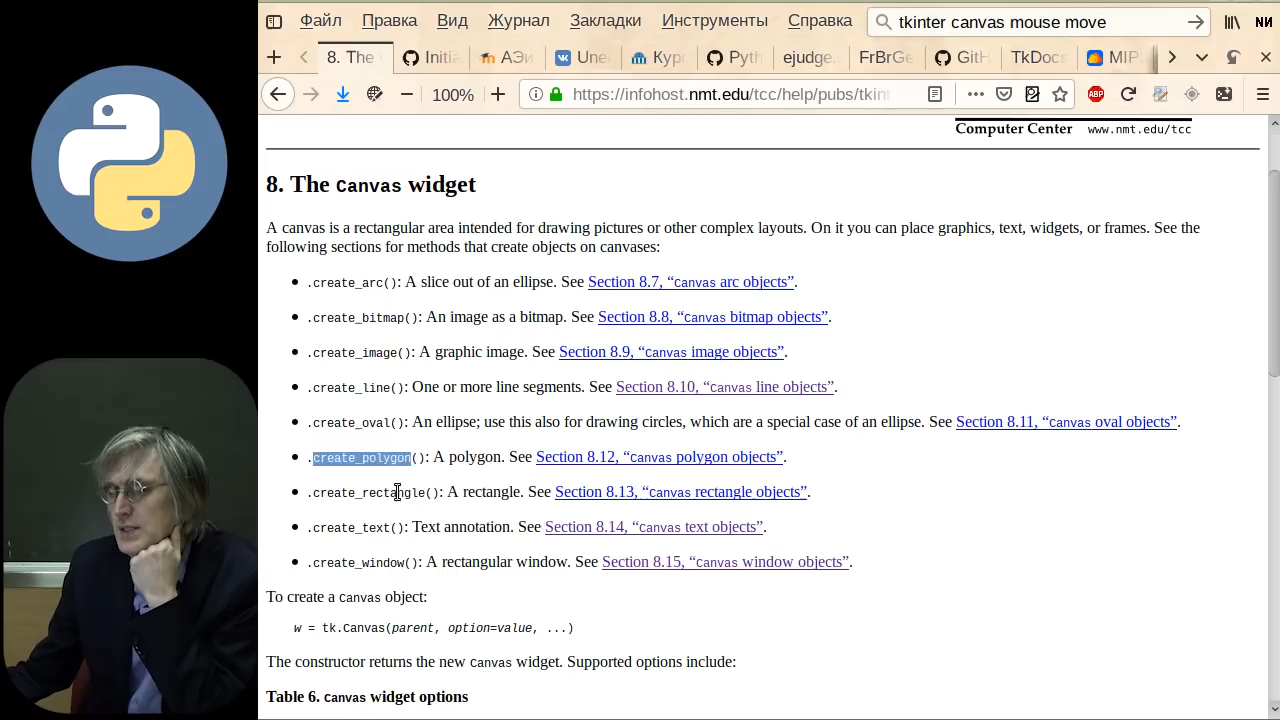 Файл Правка Вид Журнал Закладки Инструменты Справка tkinter canvas mouse move
8. The Initia АЭи Une Кур Pyth ejudge. FrBrGe GitH TkDocs MIP
100% https://infohost.nmt.edu/tcc/help/pubs/tkin ABP
Computer Center www.nmt.edu/tcc
8. The Canvas widget
A canvas is a rectangular area intended for drawing pictures or other complex layouts. On it you can place graphics, text, widgets, or frames. See the
following sections for methods that create objects on canvases:
.create_arc(): A slice out of an ellipse. See Section 8.7, “Canvas arc objects”.
.create_bitmap(): An image as a bitmap. See Section 8.8, “Canvas bitmap objects”.
.create_image(): A graphic image. See Section 8.9, “Canvas image objects”.
.create_line(): One or more line segments. See Section 8.10, “Canvas line objects”.
.create_oval(): An ellipse; use this also for drawing circles, which are a special case of an ellipse. See Section 8.11, “Canvas oval objects”.
.create_polygon(): A polygon. See Section 8.12, “Canvas polygon objects”.
.create_rectangle(): A rectangle. See Section 8.13, “Canvas rectangle objects”.
.create_text(): Text annotation. See Section 8.14, “Canvas text objects”.
.create_window(): A rectangular window. See Section 8.15, “Canvas window objects”.
To create a Canvas object:
w = tk.Canvas(parent, option=value, ...)
The constructor returns the new Canvas widget. Supported options include:
Table 6. Canvas widget options